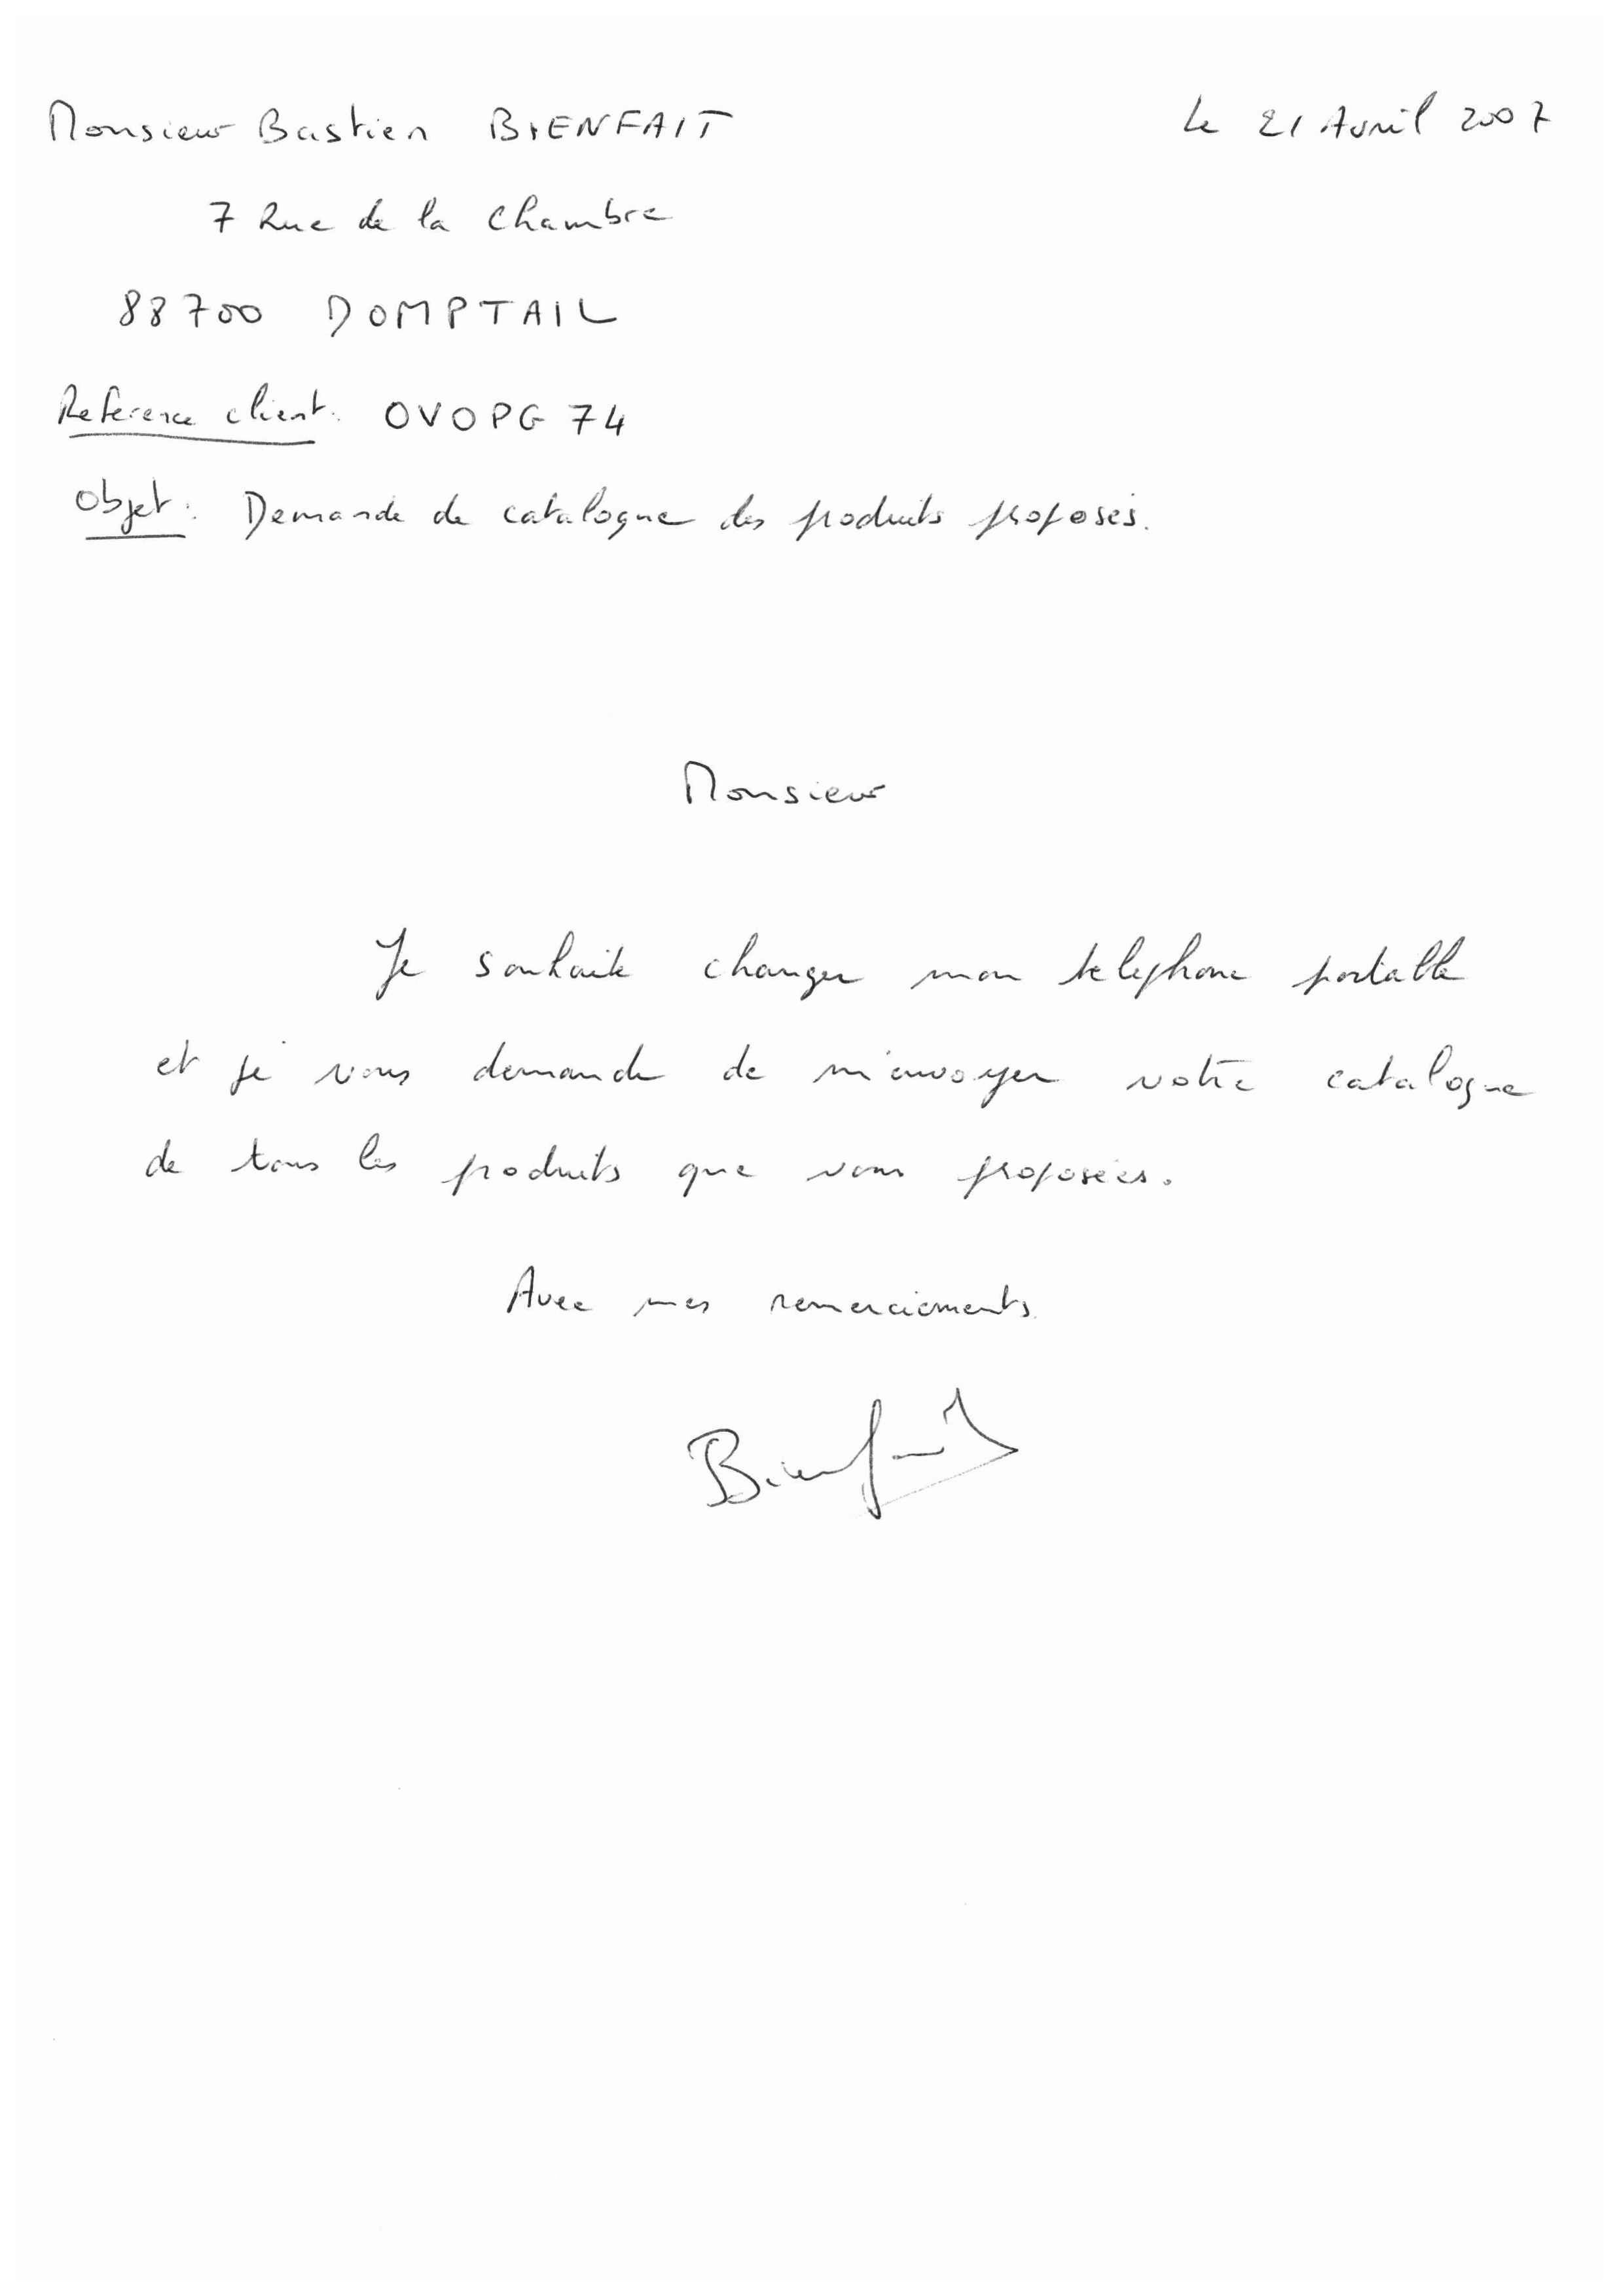 Monsieur Bastien BIENFAIT
Le 21 Avril 2007
7 Rue de la Chambre
88700 DOMPTAIL
Reference client: OVOPG 74
Objet: Demande de catalogue des produits proposés.
Monsieur
Je souhaite changer mon telephone portable
et je vous demande de m'envoyer votre catalogue
de tous les produits que vous proposées.
Avec mes remerciements.
Bienfait